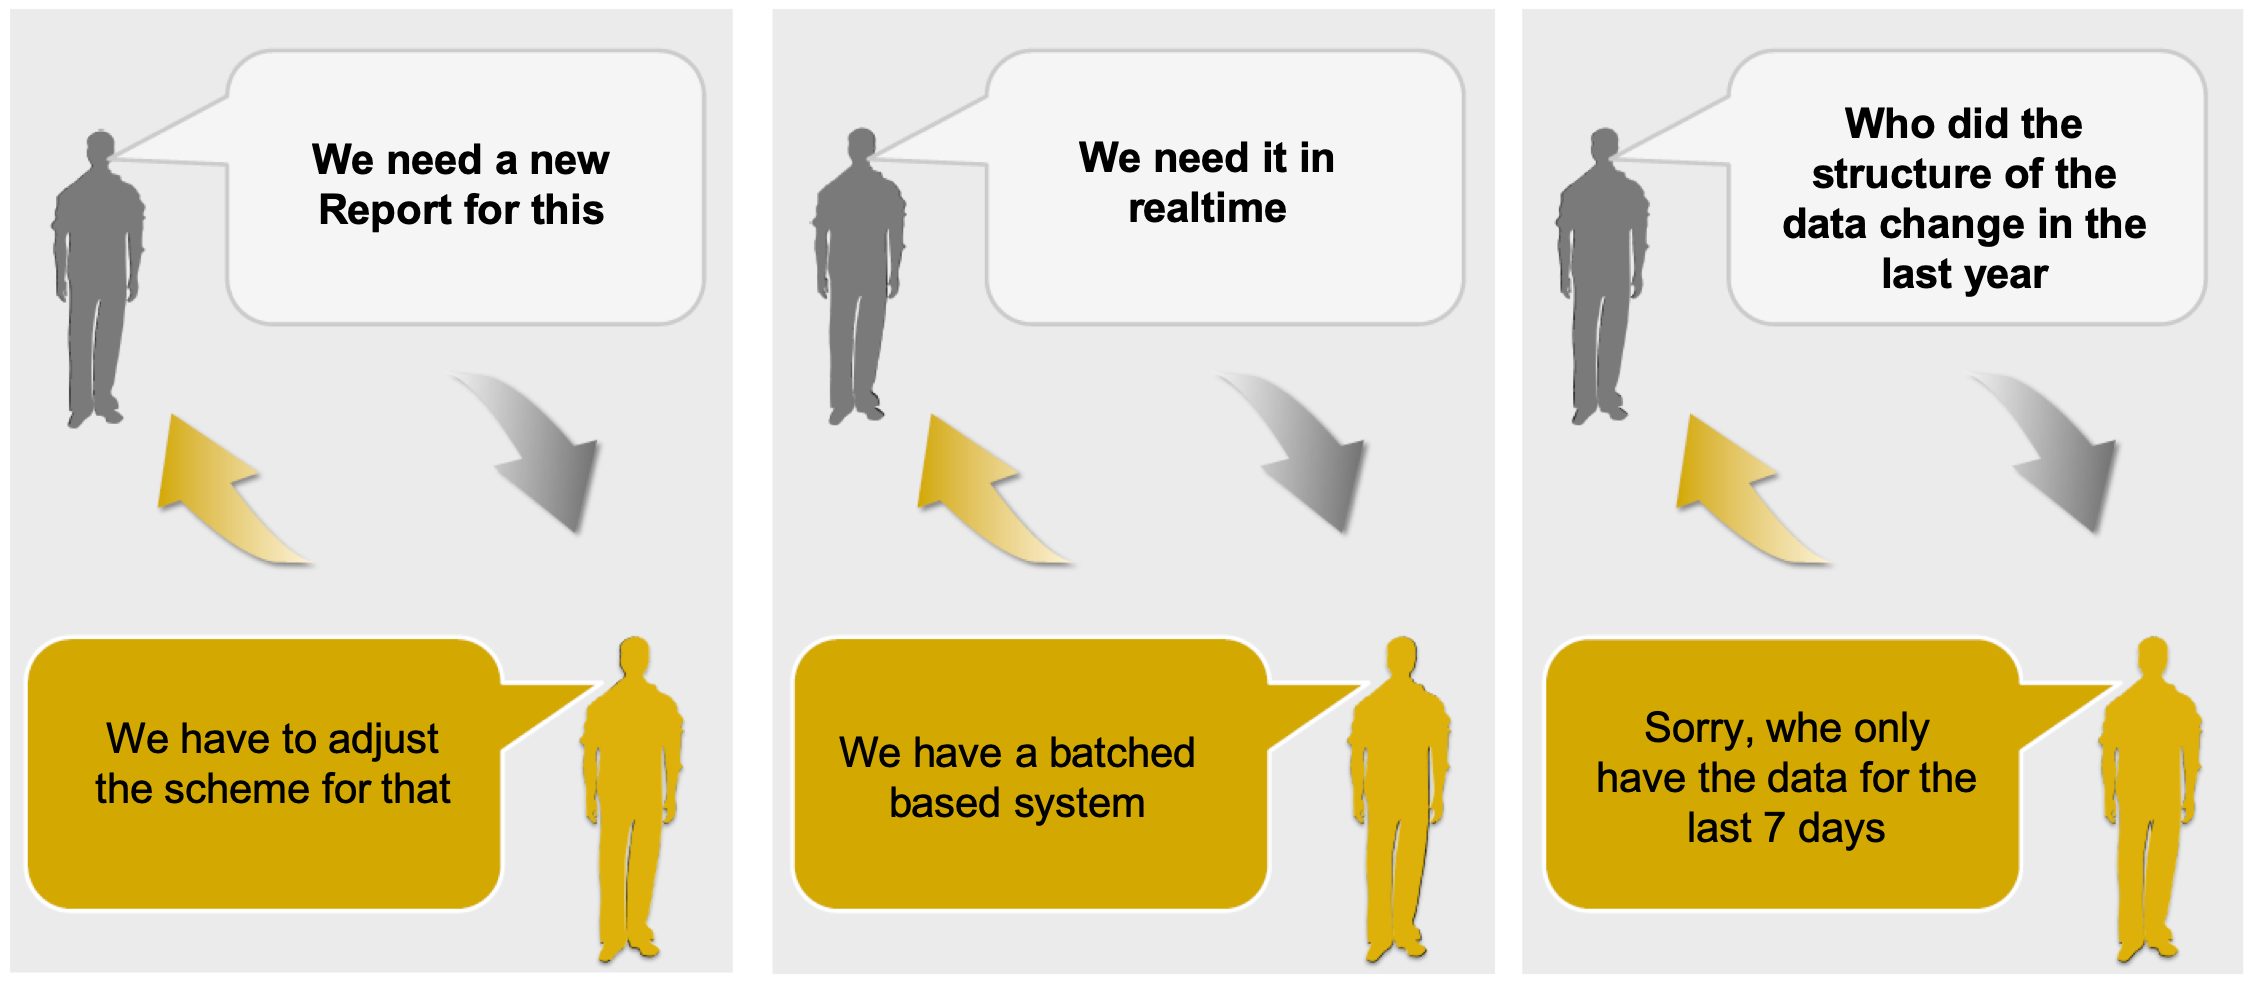 We need a new
Report for this
We have to adjust
the scheme for that
We need it in
realtime
We have a batched
based system
Who did the
structure of the
data change in the
last year
Sorry, whe only
have the data for the
last 7 days